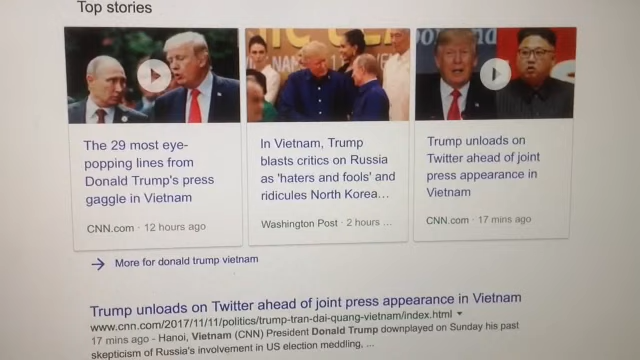 Top stories
The 29 most eye-
popping lines from
Donald Trump's press
gaggle in Vietnam
CNN.com · 12 hours ago
In Vietnam, Trump
blasts critics on Russia
as 'haters and fools' and
ridicules North Korea...
Washington Post · 2 hours ...
Trump unloads on
Twitter ahead of joint
press appearance in
Vietnam
CNN.com · 17 mins ago
More for donald trump vietnam
Trump unloads on Twitter ahead of joint press appearance in Vietnam
www.cnn.com/2017/11/11/politics/trump-tran-dai-quang-vietnam/index.html
17 mins ago - Hanoi, Vietnam (CNN) President Donald Trump downplayed on Sunday his past
skepticism of Russia's involvement in US election meddling, ...